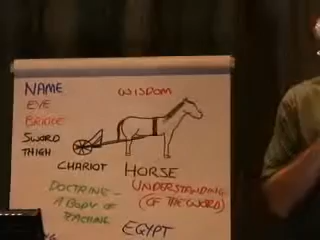 NAME
EYE
BRIDLE
SWORD
THIGH
WISDOM
CHARIOT
HORSE
DOCTRINE -
A BODY OF
TEACHING
UNDERSTANDING
(OF THE WORD)
EGYPT